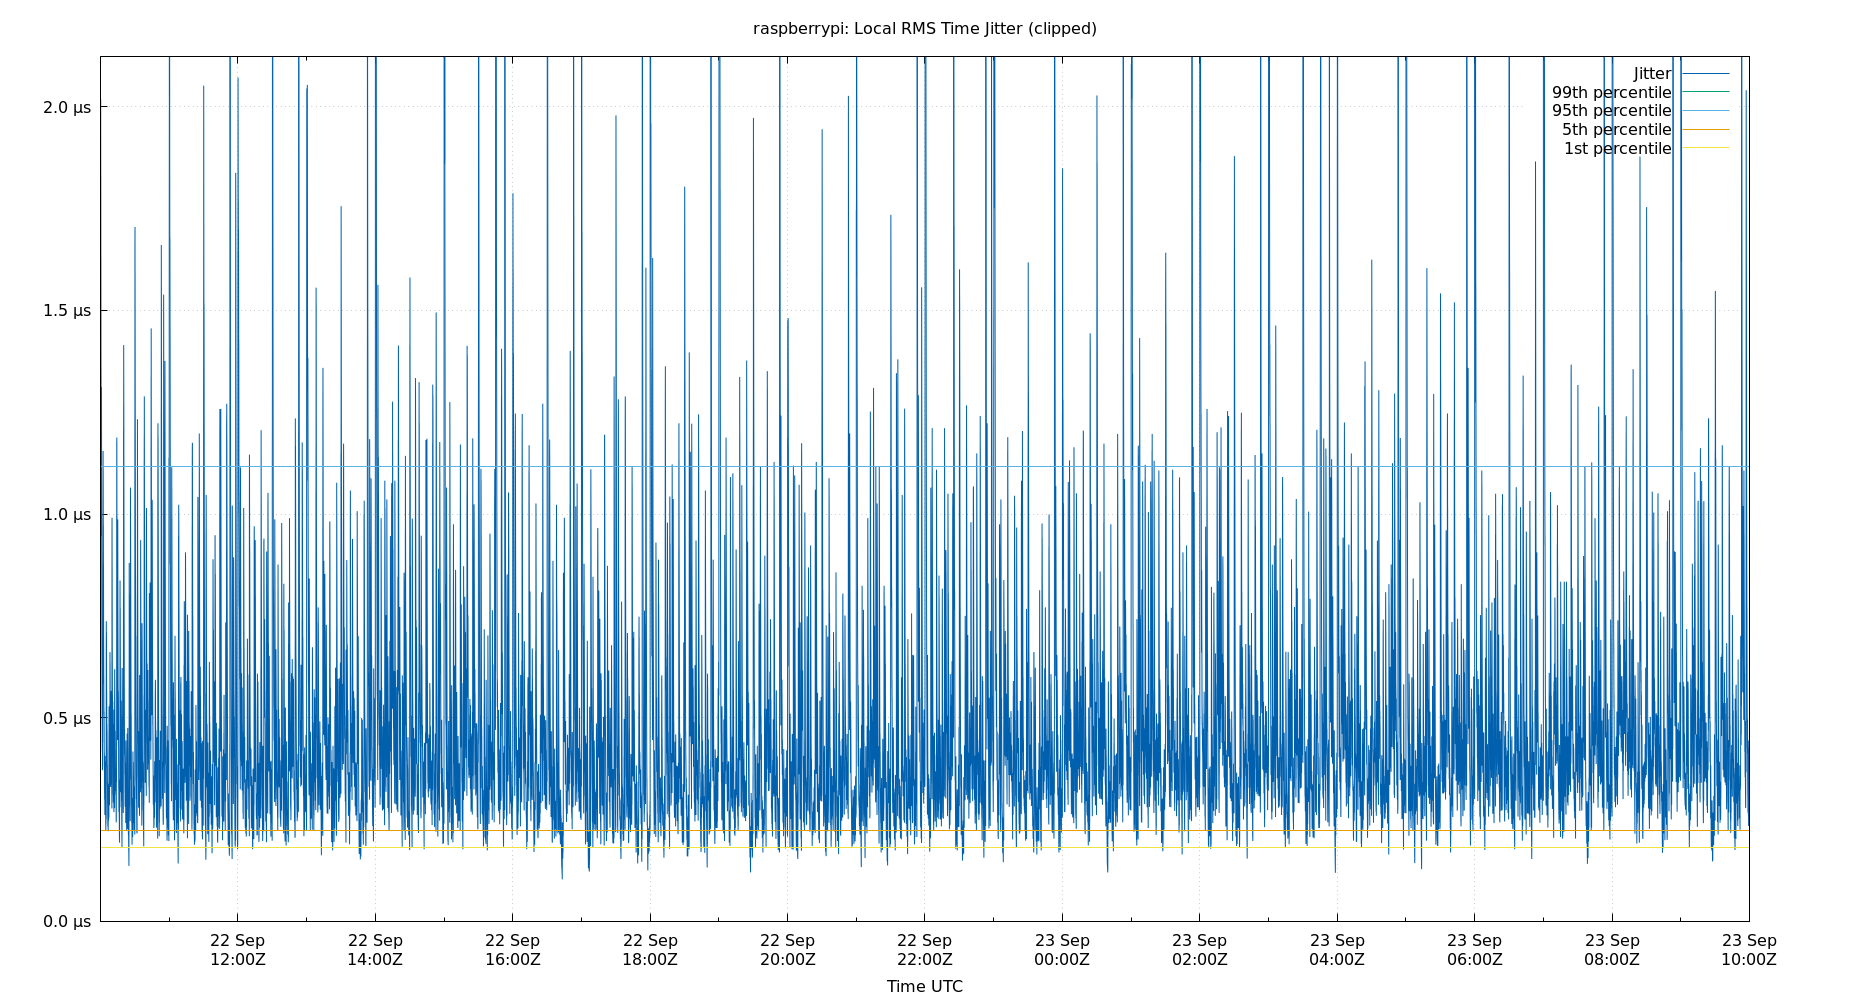 raspberrypi: Local RMS Time Jitter (clipped)
Jitter
99th percentile
95th percentile
5th percentile
1st percentile
2.0 µs
1.5 µs
1.0 µs
0.5 µs
0.0 µs
22 Sep 22 Sep 22 Sep 22 Sep 22 Sep 22 Sep 23 Sep 23 Sep 23 Sep 23 Sep 23 Sep 23 Sep
12:00Z 14:00Z 16:00Z 18:00Z 20:00Z 22:00Z 00:00Z 02:00Z 04:00Z 06:00Z 08:00Z 10:00Z
Time UTC